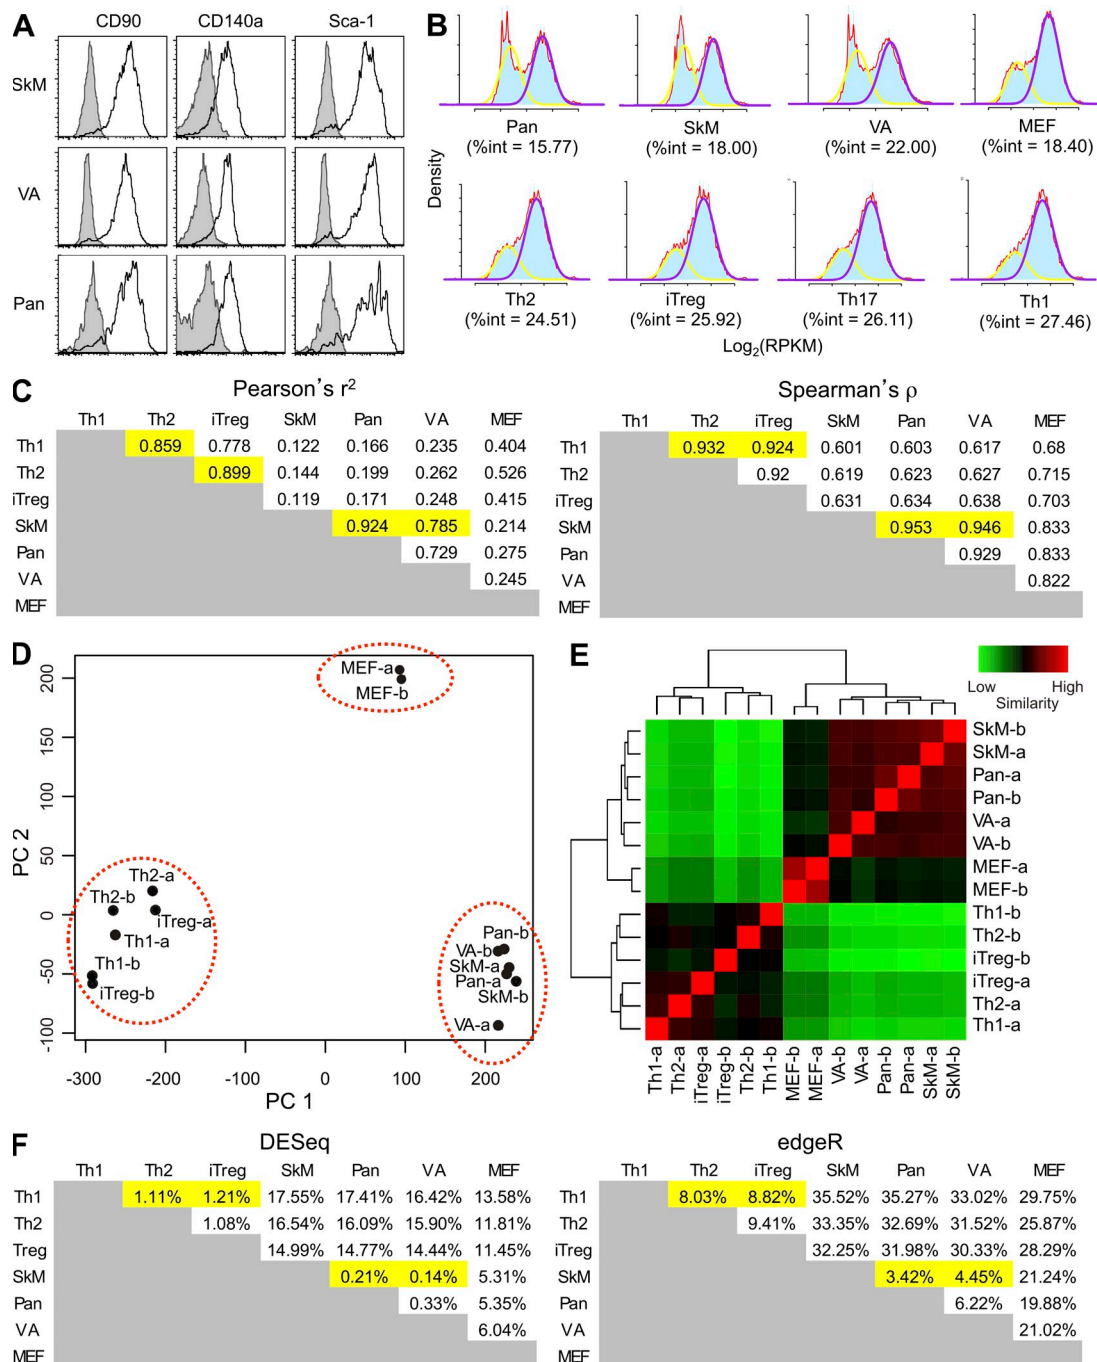 A
CD90 CD140a Sca-1
SkM
VA
Pan
B
Density
Pan
(%int = 15.77)
SkM
(%int = 18.00)
VA
(%int = 22.00)
MEF
(%int = 18.40)
Th2
(%int = 24.51)
iTreg
(%int = 25.92)
Th17
(%int = 26.11)
Th1
(%int = 27.46)
Log2(RPKM)
C
Pearson's r²
Th1 Th2 iTreg SkM Pan VA MEF
Th1 0.859 0.778 0.122 0.166 0.235 0.404
Th2 0.899 0.144 0.199 0.262 0.526
iTreg 0.119 0.171 0.248 0.415
SkM 0.924 0.785 0.214
Pan 0.729 0.275
VA 0.245
MEF
Spearman's ρ
Th1 Th2 iTreg SkM Pan VA MEF
Th1 0.932 0.924 0.601 0.603 0.617 0.68
Th2 0.92 0.619 0.623 0.627 0.715
iTreg 0.631 0.634 0.638 0.703
SkM 0.953 0.946 0.833
Pan 0.929 0.833
VA 0.822
MEF
D
PC 2
200
150
100
50
0
-50
-100
MEF-a
MEF-b
Th2-a
Th2-b
iTreg-a
Th1-a
Th1-b
iTreg-b
Pan-b
VA-b
SkM-a
Pan-a
SkM-b
VA-a
-300 -200 -100 0 100 200
PC 1
E
Low High
Similarity
SkM-b
SkM-a
Pan-a
Pan-b
VA-a
VA-b
MEF-a
MEF-b
Th1-b
Th2-b
iTreg-b
iTreg-a
Th2-a
Th1-a
Th1-a Th2-a iTreg-a iTreg-b Th2-b Th1-b MEF-b MEF-a VA-b VA-a Pan-b Pan-a SkM-a SkM-b
F
DESeq
Th1 Th2 iTreg SkM Pan VA MEF
Th1 1.11% 1.21% 17.55% 17.41% 16.42% 13.58%
Th2 1.08% 16.54% 16.09% 15.90% 11.81%
Treg 14.99% 14.77% 14.44% 11.45%
SkM 0.21% 0.14% 5.31%
Pan 0.33% 5.35%
VA 6.04%
MEF
edgeR
Th1 Th2 iTreg SkM Pan VA MEF
Th1 8.03% 8.82% 35.52% 35.27% 33.02% 29.75%
Th2 9.41% 33.35% 32.69% 31.52% 25.87%
iTreg 32.25% 31.98% 30.33% 28.29%
SkM 3.42% 4.45% 21.24%
Pan 6.22% 19.88%
VA 21.02%
MEF